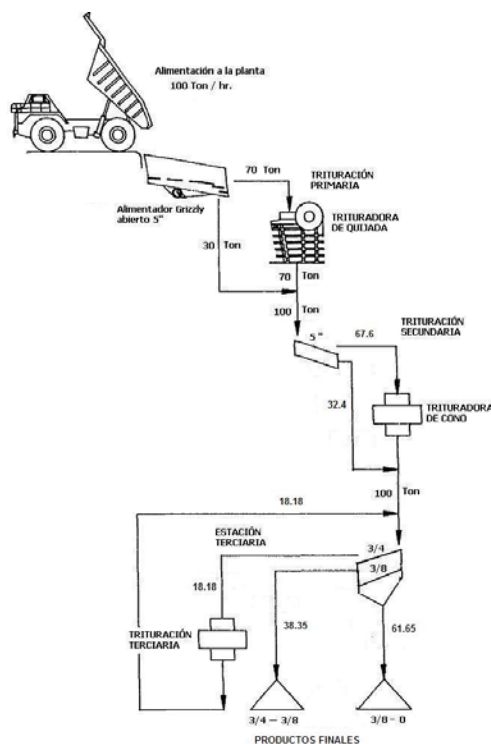 Alimentación a la planta
100 Ton / hr.
70 Ton
TRITURACIÓN
PRIMARIA
Alimentador Grizzly
abierto 5"
TRITURADORA
DE QUIJADA
30
Ton
70
Ton
100
Ton
5 "
67.6
TRITURACIÓN
SECUNDARIA
32.4
TRITURADORA
DE CONO
100
Ton
18.18
ESTACIÓN
TERCIARIA
3/4
3/8
18.18
38.35
61.65
TRITURACIÓN
TERCIARIA
3/4 – 3/8
3/8 - 0
PRODUCTOS FINALES